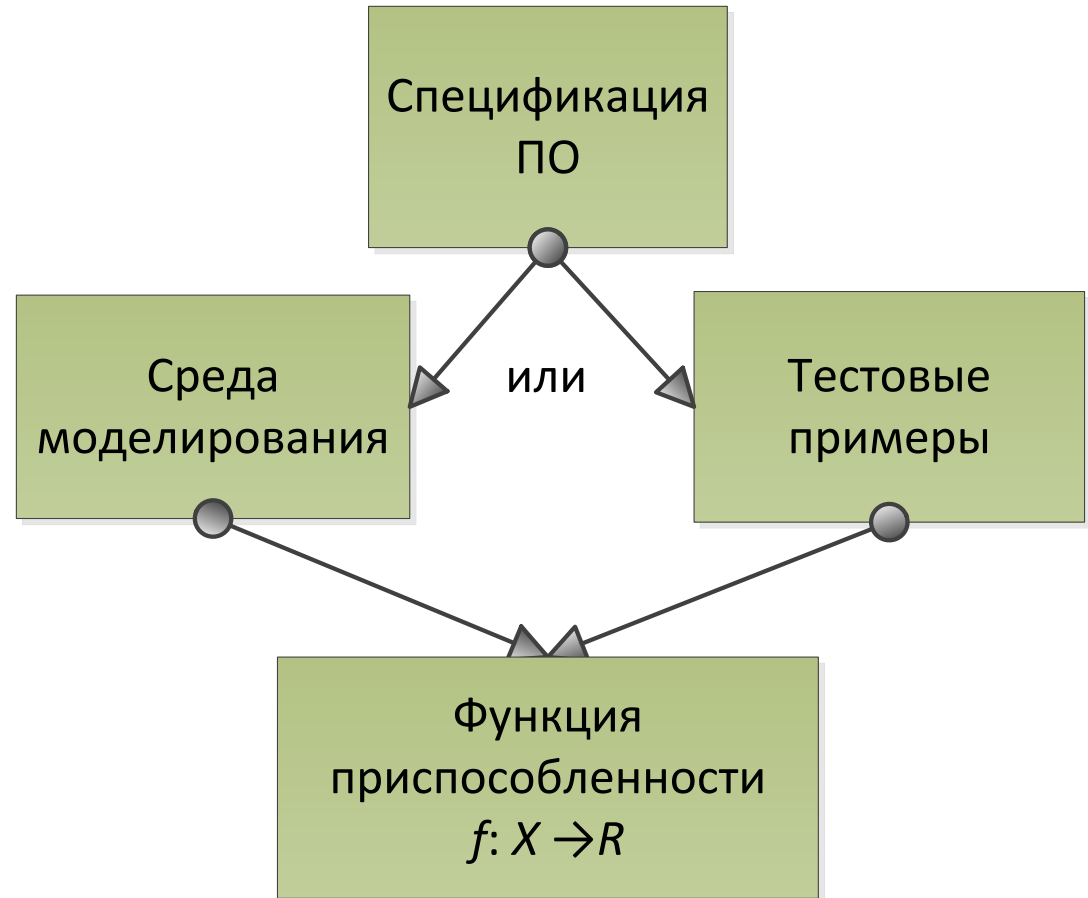 Спецификация
ПО
Среда
моделирования
или
Тестовые
примеры
Функция
приспособленности
f: X →R